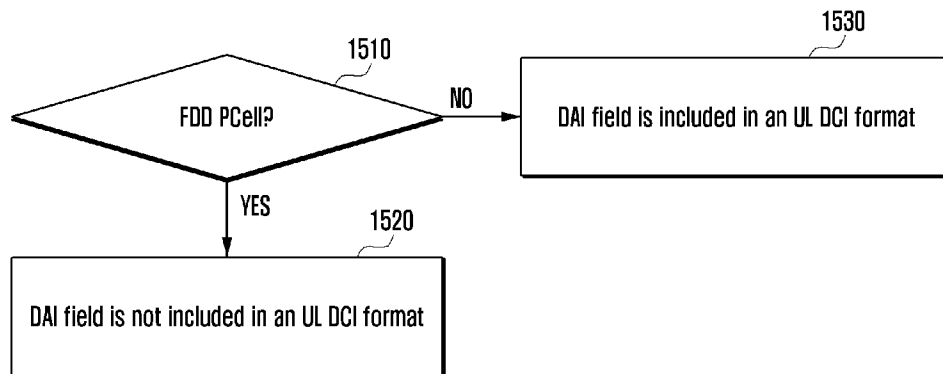 1510
FDD PCell?
NO
1530
DAI field is included in an UL DCI format
YES
1520
DAI field is not included in an UL DCI format